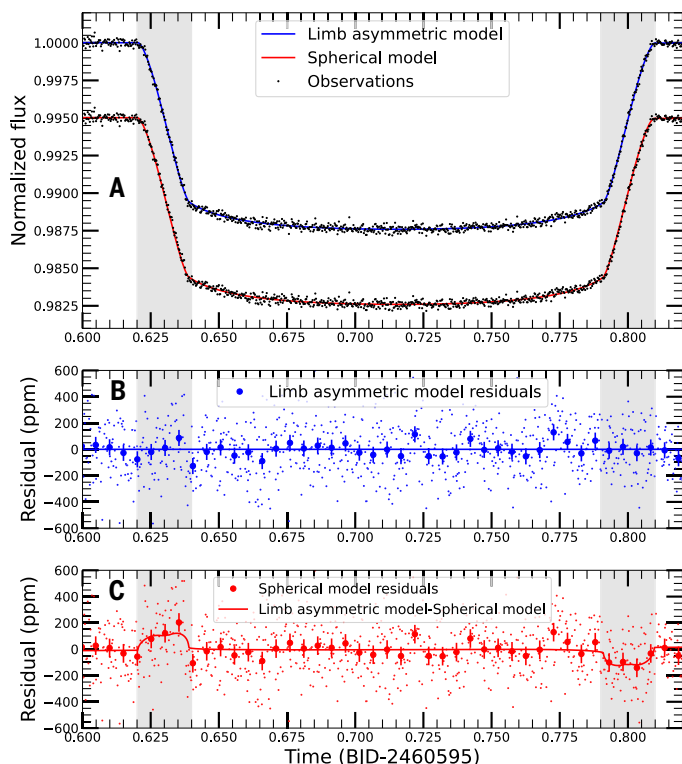 1.0000
Limb asymmetric model
Spherical model
Observations
0.9975
0.9950
0.9925
0.9900
0.9875
0.9850
0.9825
Normalized flux
A
0.600 0.625 0.650 0.675 0.700 0.725 0.750 0.775 0.800
B
Limb asymmetric model residuals
600
400
200
0
−200
−400
−600
Residual (ppm)
0.600 0.625 0.650 0.675 0.700 0.725 0.750 0.775 0.800
C
Spherical model residuals
Limb asymmetric model-Spherical model
600
400
200
0
−200
−400
−600
Residual (ppm)
0.600 0.625 0.650 0.675 0.700 0.725 0.750 0.775 0.800
Time (BJD-2460595)